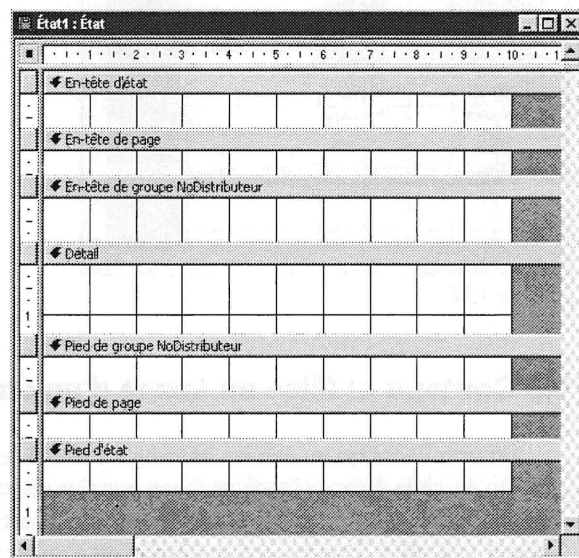 État1 : État
1 2 3 4 5 6 7 8 9 10 1
En-tête d'état
En-tête de page
En-tête de groupe NoDistributeur
Détail
1
Pied de groupe NoDistributeur
Pied de page
Pied d'état
1